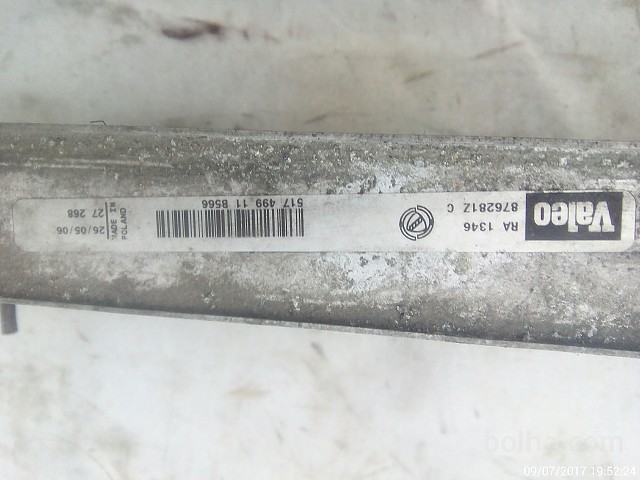 Valeo
RA 1346
876281Z C
517 499 11 B566
MADE IN
POLAND
26/05/06
27 268
bolha.com
09/07/2017 19:52:24